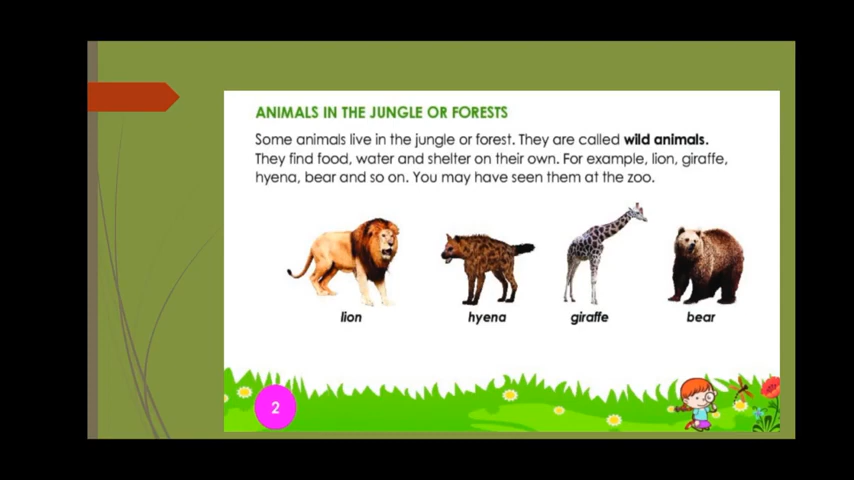 ANIMALS IN THE JUNGLE OR FORESTS
Some animals live in the jungle or forest. They are called wild animals.
They find food, water and shelter on their own. For example, lion, giraffe,
hyena, bear and so on. You may have seen them at the zoo.
lion hyena giraffe bear
2